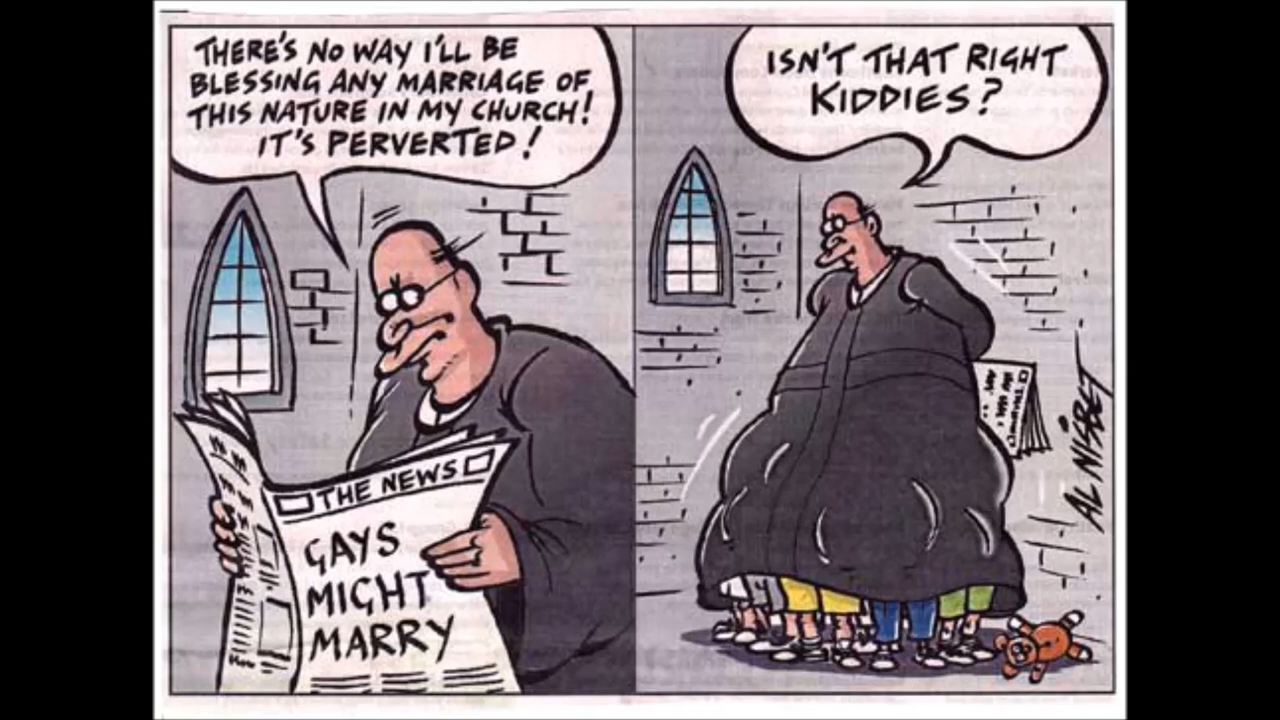 THERE'S NO WAY I'LL BE
BLESSING ANY MARRIAGE OF
THIS NATURE IN MY CHURCH!
IT'S PERVERTED!
THE NEWS
GAYS
MIGHT
MARRY
ISN'T THAT RIGHT
KIDDIES?
AL NISBET